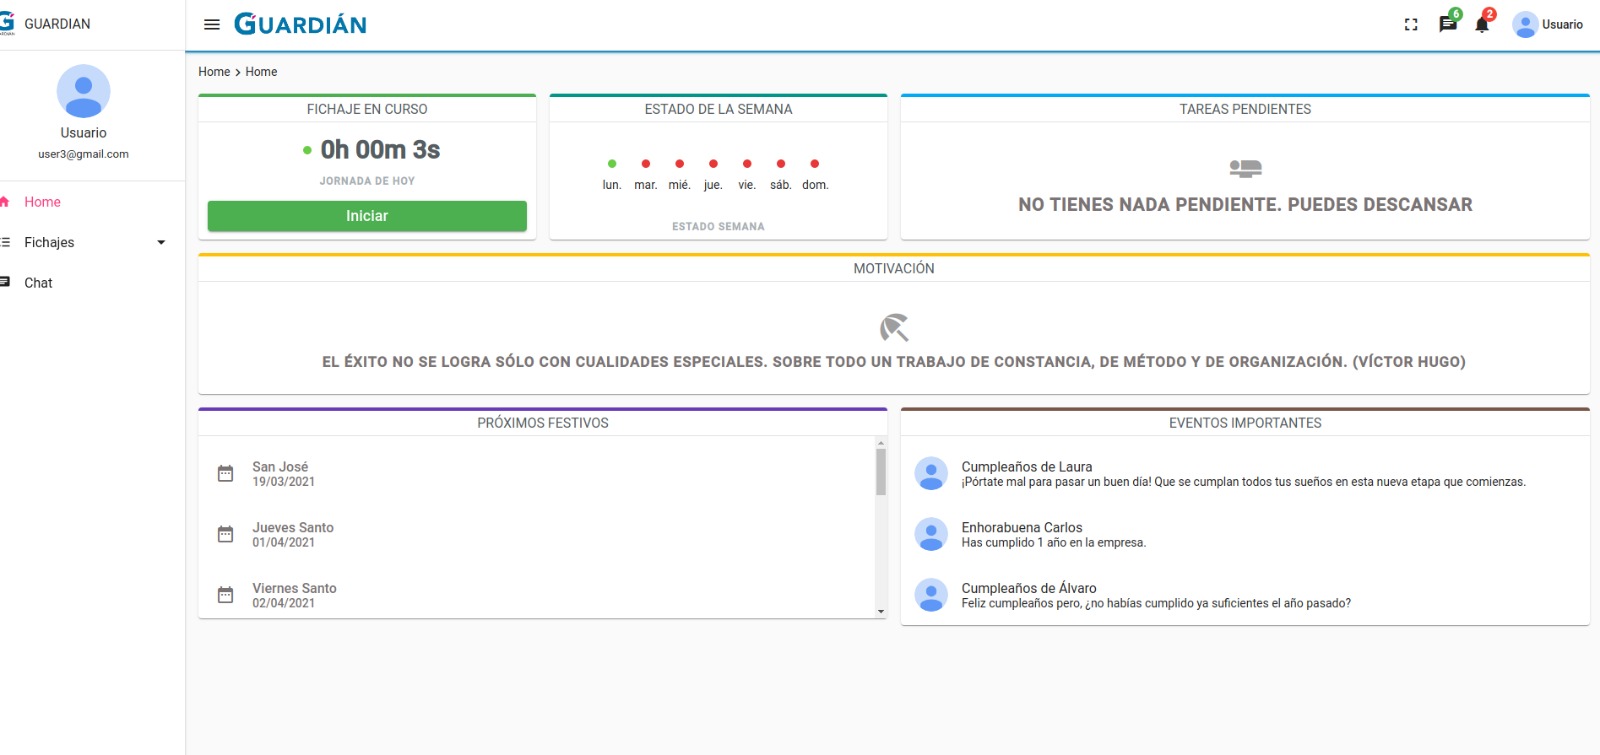 GUARDIAN
GUARDIÁN
6
2
Usuario
Usuario
user3@gmail.com
Home
Fichajes
Chat
Home > Home
FICHAJE EN CURSO
0h 00m 3s
JORNADA DE HOY
Iniciar
ESTADO DE LA SEMANA
lun. mar. mié. jue. vie. sáb. dom.
ESTADO SEMANA
TAREAS PENDIENTES
NO TIENES NADA PENDIENTE. PUEDES DESCANSAR
MOTIVACIÓN
EL ÉXITO NO SE LOGRA SÓLO CON CUALIDADES ESPECIALES. SOBRE TODO UN TRABAJO DE CONSTANCIA, DE MÉTODO Y DE ORGANIZACIÓN. (VÍCTOR HUGO)
PRÓXIMOS FESTIVOS
San José
19/03/2021
Jueves Santo
01/04/2021
Viernes Santo
02/04/2021
EVENTOS IMPORTANTES
Cumpleaños de Laura
¡Pórtate mal para pasar un buen día! Que se cumplan todos tus sueños en esta nueva etapa que comienzas.
Enhorabuena Carlos
Has cumplido 1 año en la empresa.
Cumpleaños de Álvaro
Feliz cumpleaños pero, ¿no habías cumplido ya suficientes el año pasado?